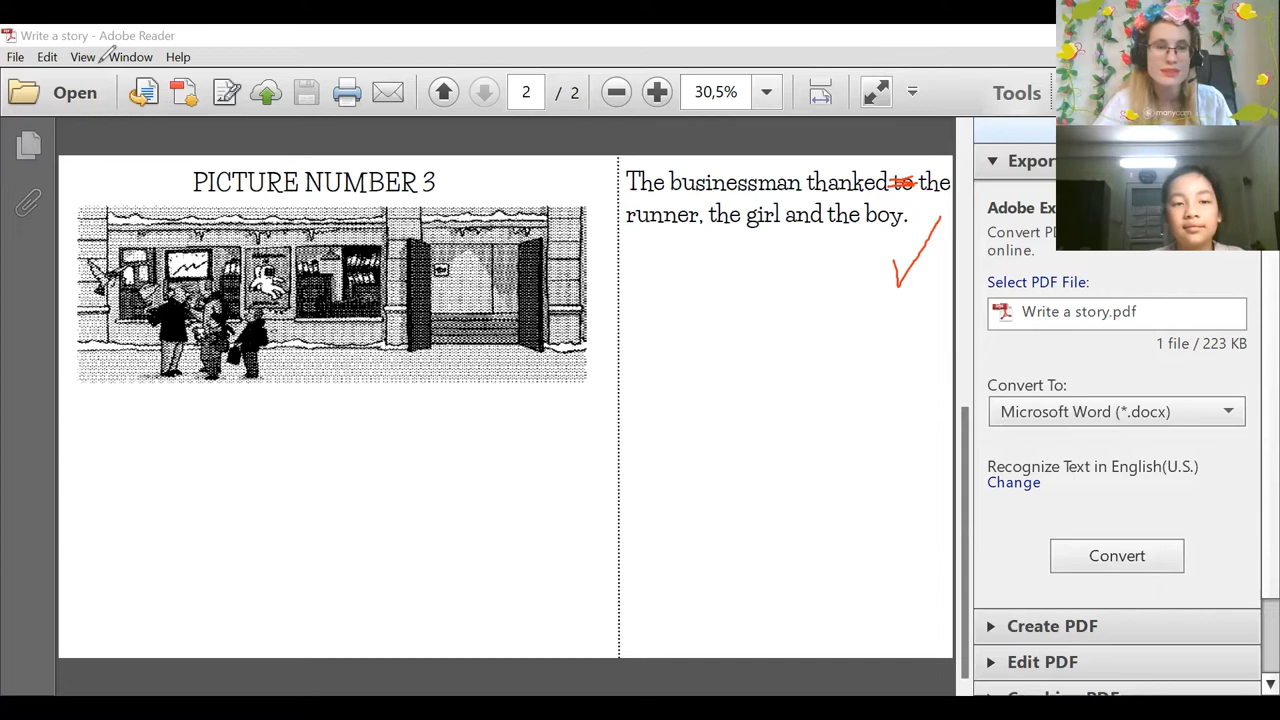 Write a story - Adobe Reader
File Edit View Window Help
Open
2 / 2
30,5%
Tools
PICTURE NUMBER 3
The businessman thanked to the
runner, the girl and the boy.
manycam
Expor
Adobe Ex
Convert PD
online.
Select PDF File:
Write a story.pdf
1 file / 223 KB
Convert To:
Microsoft Word (*.docx)
Recognize Text in English(U.S.)
Change
Convert
Create PDF
Edit PDF